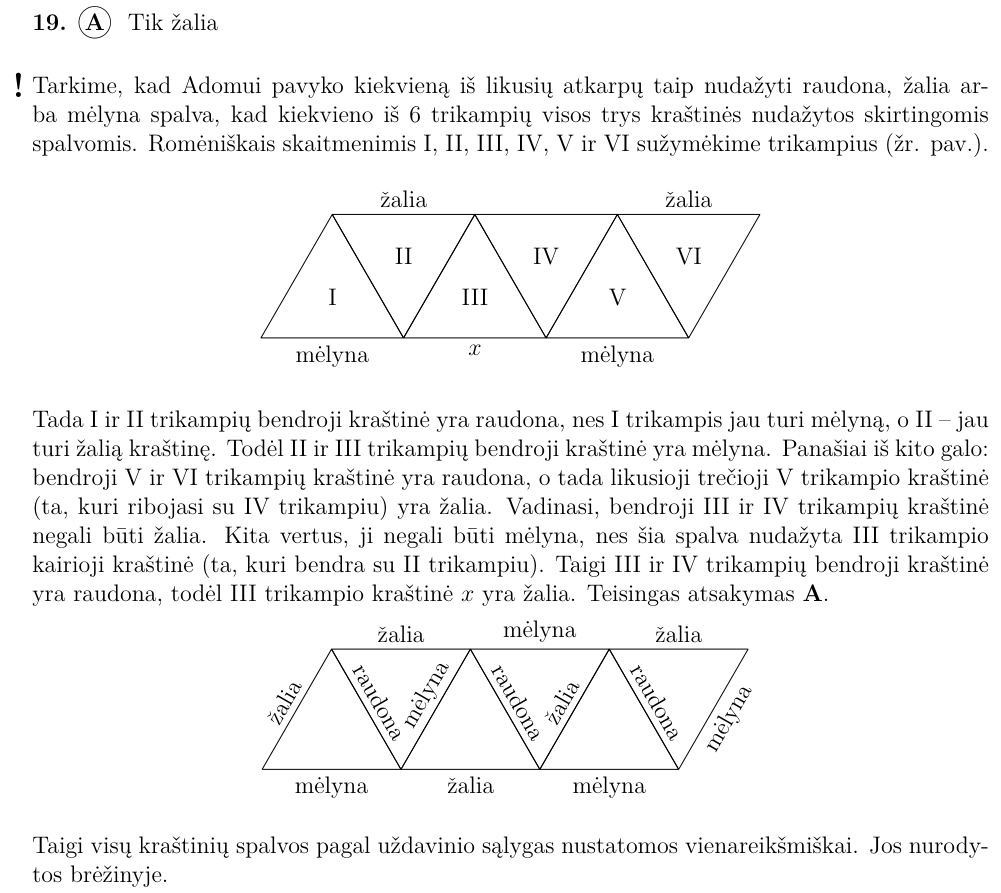 19. A Tik žalia
! Tarkime, kad Adomui pavyko kiekvieną iš likusių atkarpų taip nudažyti raudona, žalia ar-
ba mėlyna spalva, kad kiekvieno iš 6 trikampių visos trys kraštinės nudažytos skirtingomis
spalvomis. Romėniškais skaitmenimis I, II, III, IV, V ir VI sužymėkime trikampius (žr. pav.).
žalia žalia
II IV VI
I III V
mėlyna x mėlyna
Tada I ir II trikampių bendroji kraštinė yra raudona, nes I trikampis jau turi mėlyną, o II – jau
turi žalią kraštinę. Todėl II ir III trikampių bendroji kraštinė yra mėlyna. Panašiai iš kito galo:
bendroji V ir VI trikampių kraštinė yra raudona, o tada likusioji trečioji V trikampio kraštinė
(ta, kuri ribojasi su IV trikampiu) yra žalia. Vadinasi, bendroji III ir IV trikampių kraštinė
negali būti žalia. Kita vertus, ji negali būti mėlyna, nes šia spalva nudažyta III trikampio
kairioji kraštinė (ta, kuri bendra su II trikampiu). Taigi III ir IV trikampių bendroji kraštinė
yra raudona, todėl III trikampio kraštinė x yra žalia. Teisingas atsakymas A.
žalia mėlyna žalia
žalia raudona mėlyna raudona žalia raudona mėlyna
mėlyna žalia mėlyna
Taigi visų kraštinių spalvos pagal uždavinio sąlygas nustatomos vienareikšmiškai. Jos nurody-
tos brėžinyje.